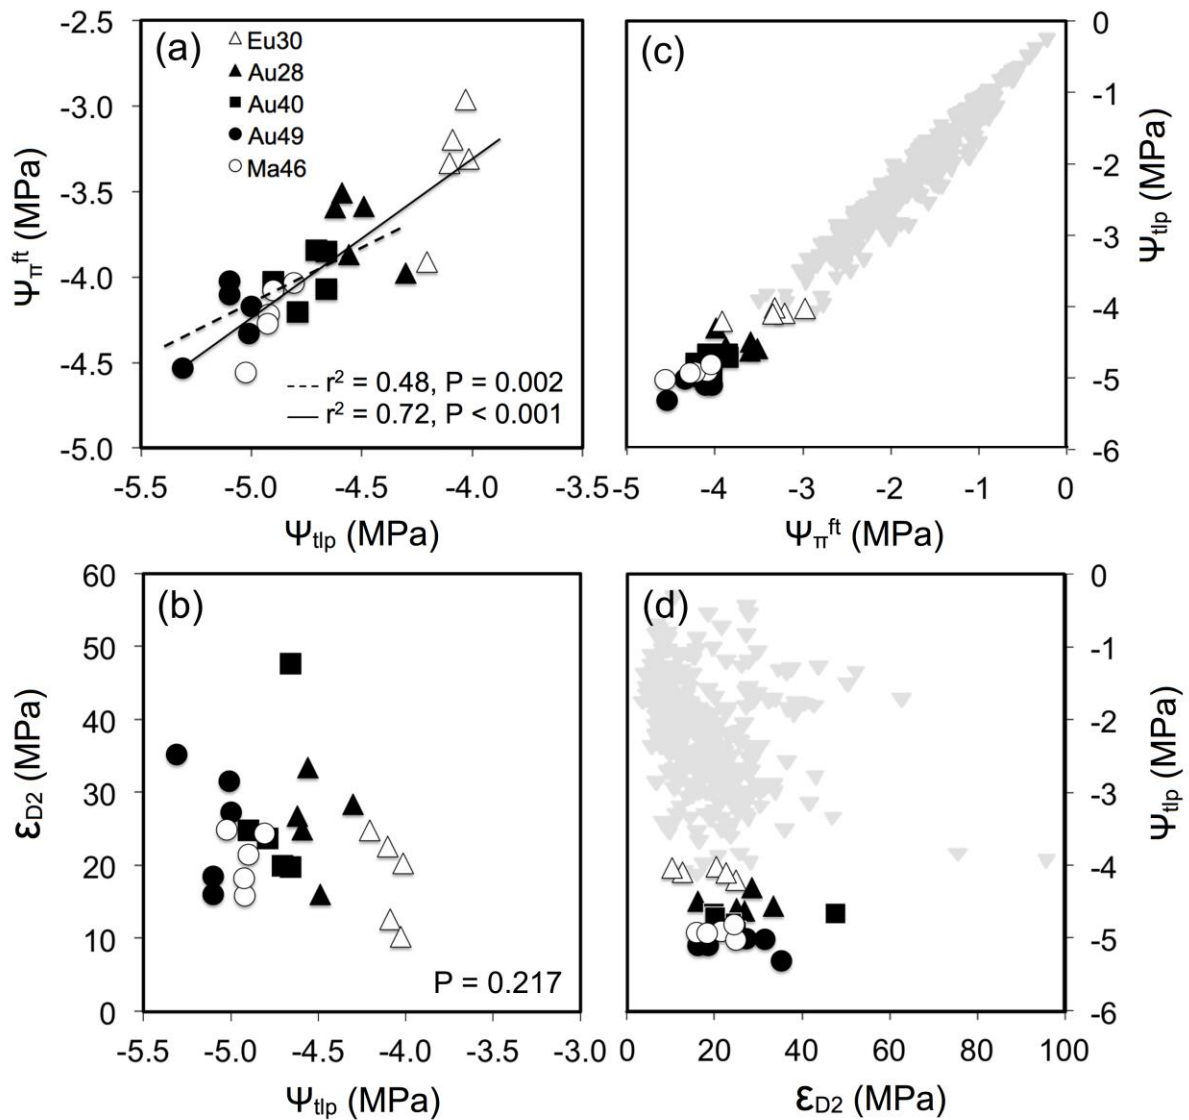 (a)
Eu30
Au28
Au40
Au49
Ma46
-2.5
-3.0
-3.5
-4.0
-4.5
-5.0
Ψπft (MPa)
r2 = 0.48, P = 0.002
r2 = 0.72, P < 0.001
-5.5 -5.0 -4.5 -4.0 -3.5
Ψtlp (MPa)
(c)
0
-1
-2
-3
-4
-5
-6
Ψtlp (MPa)
-5 -4 -3 -2 -1 0
Ψπft (MPa)
(b)
60
50
40
30
20
10
0
εD2 (MPa)
P = 0.217
-5.5 -5.0 -4.5 -4.0 -3.5 -3.0
Ψtlp (MPa)
(d)
0
-1
-2
-3
-4
-5
-6
Ψtlp (MPa)
0 20 40 60 80 100
εD2 (MPa)